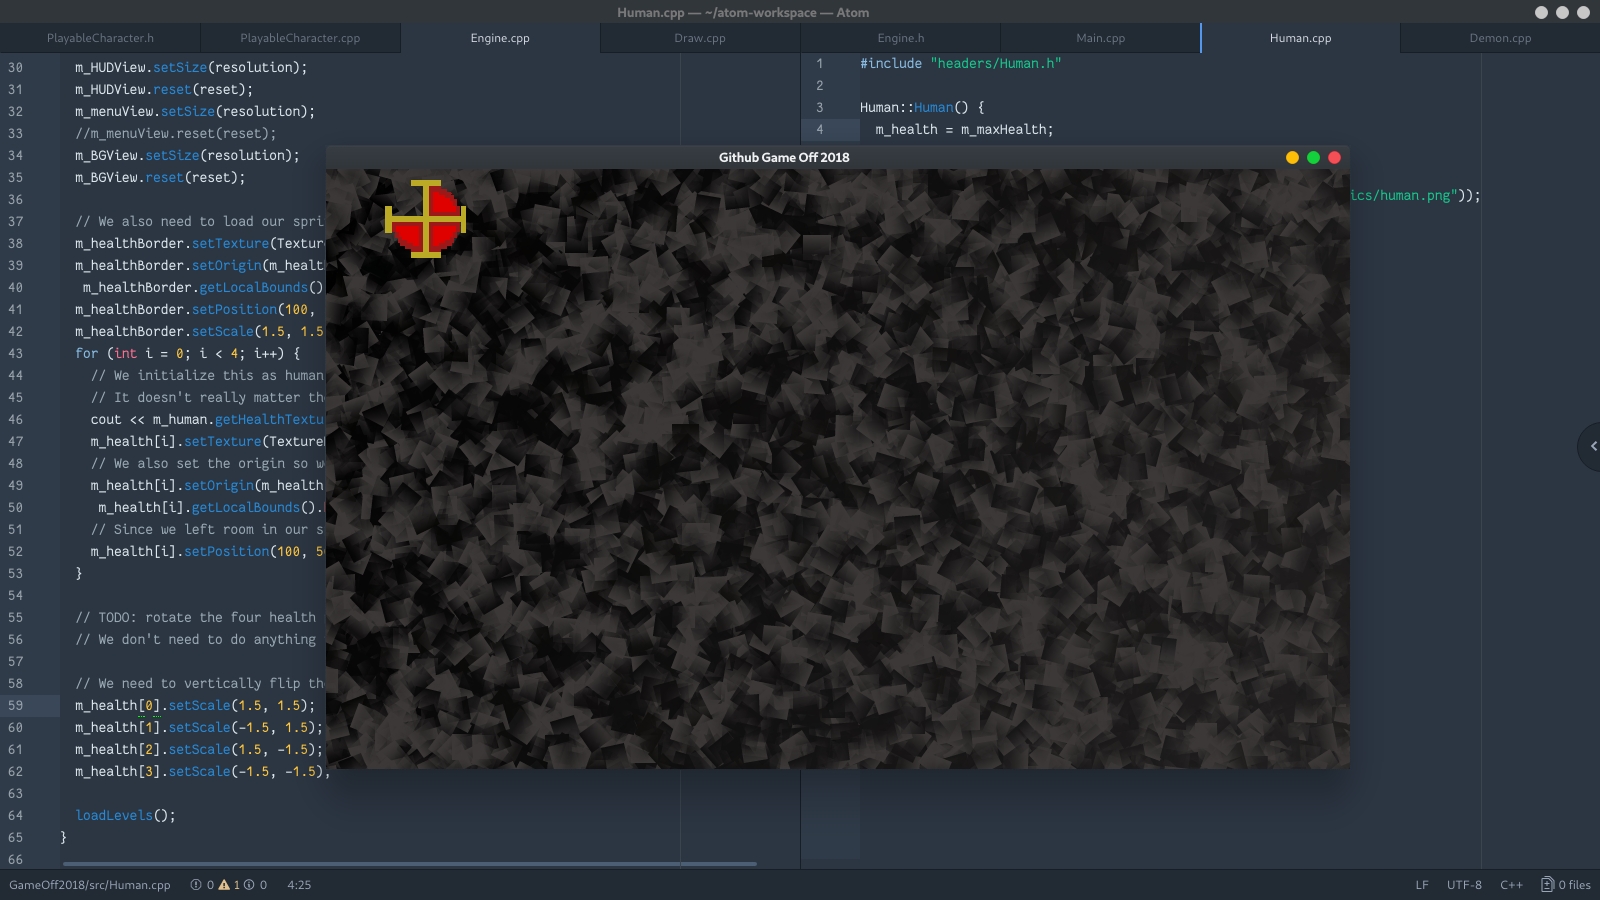 Human.cpp — ~/atom-workspace — Atom
PlayableCharacter.h PlayableCharacter.cpp Engine.cpp Draw.cpp Engine.h Main.cpp Human.cpp Demon.cpp
30 m_HUDView.setSize(resolution);
31 m_HUDView.reset(reset);
32 m_menuView.setSize(resolution);
33 //m_menuView.reset(reset);
34 m_BGView.setSize(resolution);
35 m_BGView.reset(reset);
36
37 // We also need to load our spri
38 m_healthBorder.setTexture(Textur
39 m_healthBorder.setOrigin(m_healt
40 m_healthBorder.getLocalBounds()
41 m_healthBorder.setPosition(100,
42 m_healthBorder.setScale(1.5, 1.5
43 for (int i = 0; i < 4; i++) {
44 // We initialize this as human
45 // It doesn't really matter th
46 cout << m_human.getHealthTextu
47 m_health[i].setTexture(Texture
48 // We also set the origin so w
49 m_health[i].setOrigin(m_health
50 m_health[i].getLocalBounds().
51 // Since we left room in our s
52 m_health[i].setPosition(100, 5
53 }
54
55 // TODO: rotate the four health
56 // We don't need to do anything
57
58 // We need to vertically flip th
59 m_health[0].setScale(1.5, 1.5);
60 m_health[1].setScale(-1.5, 1.5);
61 m_health[2].setScale(1.5, -1.5);
62 m_health[3].setScale(-1.5, -1.5);
63
64 loadLevels();
65 }
66
1 #include "headers/Human.h"
2
3 Human::Human() {
4 m_health = m_maxHealth;
ics/human.png"));
Github Game Off 2018
GameOff2018/src/Human.cpp 0 1 0 4:25 LF UTF-8 C++ 0 files